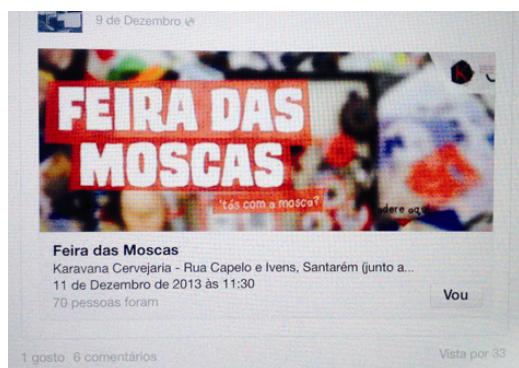 9 de Dezembro
FEIRA DAS
MOSCAS
'tás com a mosca?
adere aqui
Feira das Moscas
Karavana Cervejaria - Rua Capelo e Ivens, Santarém (junto a...
11 de Dezembro de 2013 às 11:30
70 pessoas foram
Vou
1 gosto 6 comentários
Vista por 33